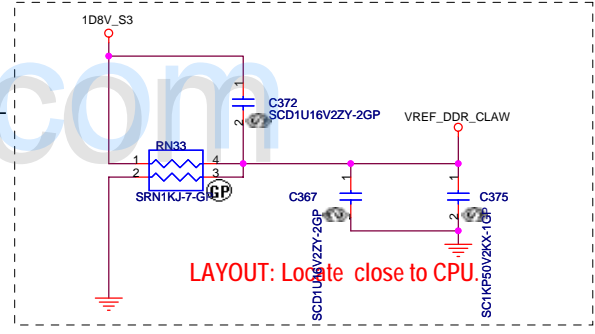 1D8V_S3
com
1
C372
SCD1U16V2ZY-2GP
2
VREF_DDR_CLAW
RN33
1 4
2 3
SRN1KJ-7-GP
GP
1
C367
2
SCD1U16V2ZY-2GP
1
C375
2
SC1KP50V2KX-1GP
LAYOUT: Locate close to CPU.